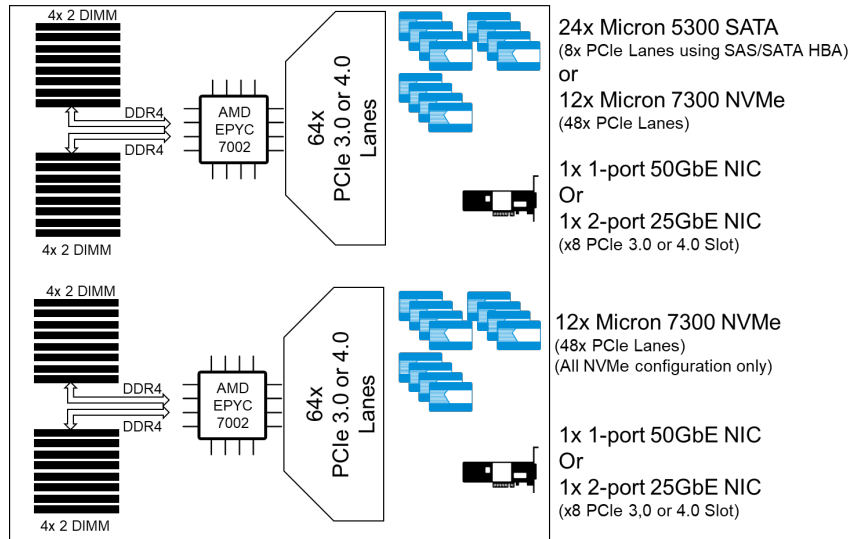 4x 2 DIMM
DDR4
DDR4
4x 2 DIMM
AMD
EPYC
7002
64x
PCIe 3.0 or 4.0
Lanes
24x Micron 5300 SATA
(8x PCIe Lanes using SAS/SATA HBA)
or
12x Micron 7300 NVMe
(48x PCIe Lanes)
1x 1-port 50GbE NIC
Or
1x 2-port 25GbE NIC
(x8 PCIe 3.0 or 4.0 Slot)
4x 2 DIMM
DDR4
DDR4
4x 2 DIMM
AMD
EPYC
7002
64x
PCIe 3.0 or 4.0
Lanes
12x Micron 7300 NVMe
(48x PCIe Lanes)
(All NVMe configuration only)
1x 1-port 50GbE NIC
Or
1x 2-port 25GbE NIC
(x8 PCIe 3,0 or 4.0 Slot)